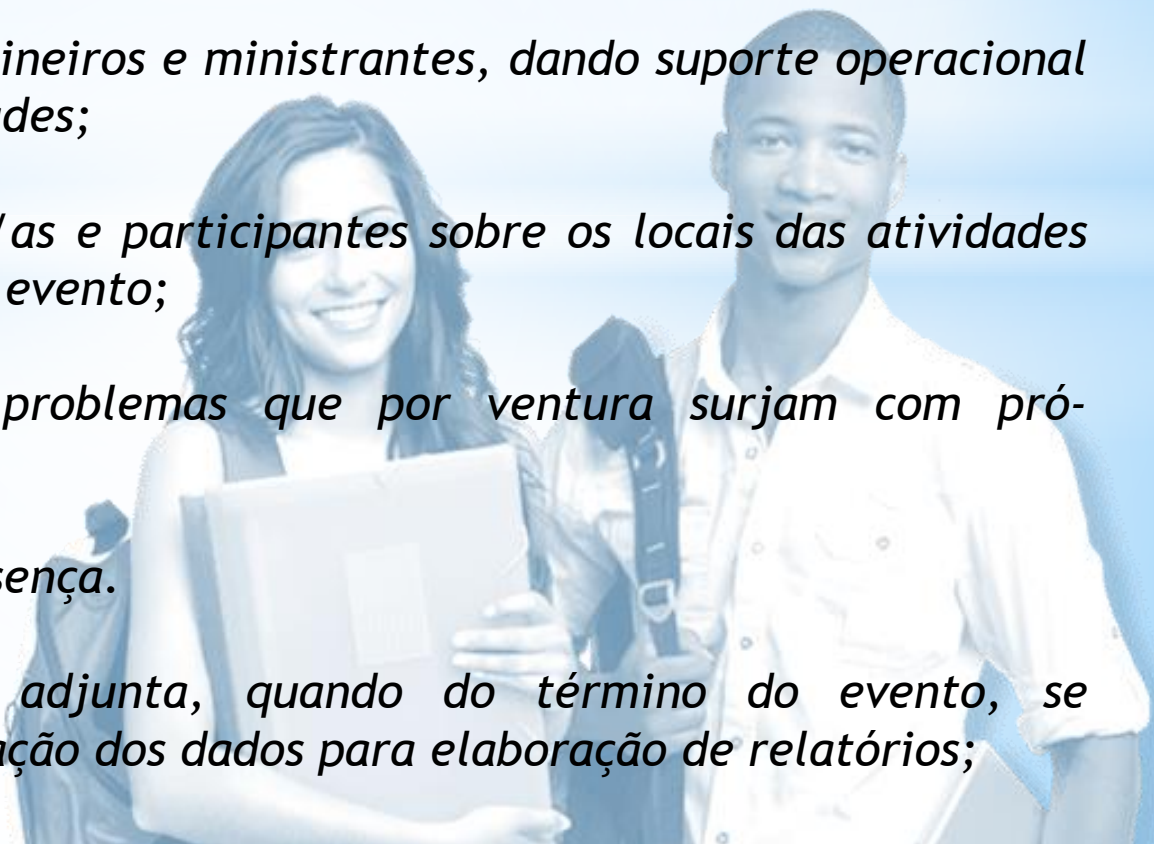 ineiros e ministrantes, dando suporte operacional
des;
/as e participantes sobre os locais das atividades
evento;
problemas que por ventura surjam com pró-
sença.
adjunta, quando do término do evento, se
ação dos dados para elaboração de relatórios;